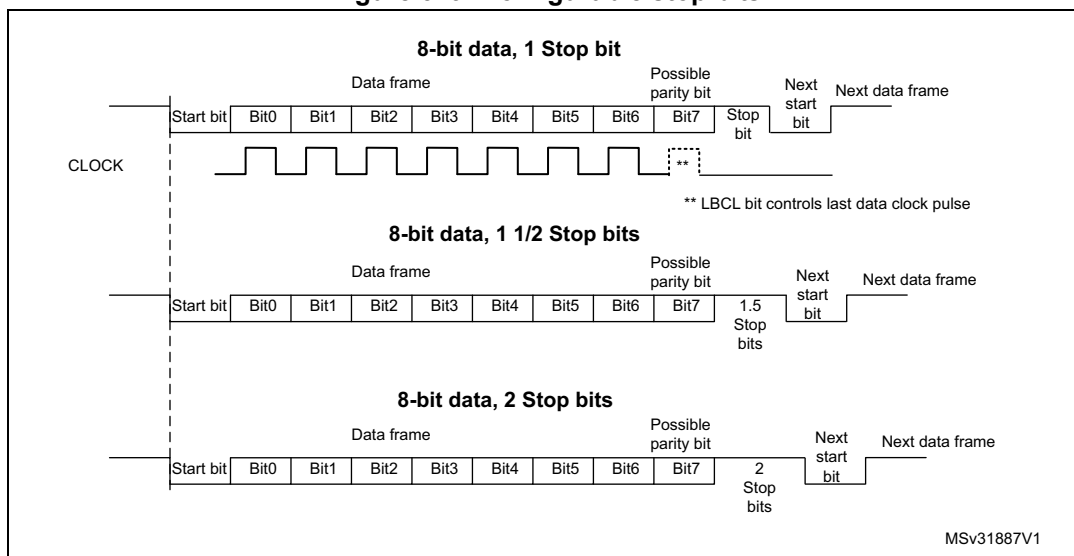 8-bit data, 1 Stop bit
Data frame
Possible
parity bit
Next
start
bit
Next data frame
Start bit Bit0 Bit1 Bit2 Bit3 Bit4 Bit5 Bit6 Bit7 Stop
bit
CLOCK
**
** LBCL bit controls last data clock pulse
8-bit data, 1 1/2 Stop bits
Data frame
Possible
parity bit
Next
start
bit
Next data frame
Start bit Bit0 Bit1 Bit2 Bit3 Bit4 Bit5 Bit6 Bit7 1.5
Stop
bits
8-bit data, 2 Stop bits
Data frame
Possible
parity bit
Next
start
bit
Next data frame
Start bit Bit0 Bit1 Bit2 Bit3 Bit4 Bit5 Bit6 Bit7 2
Stop
bits
MSv31887V1